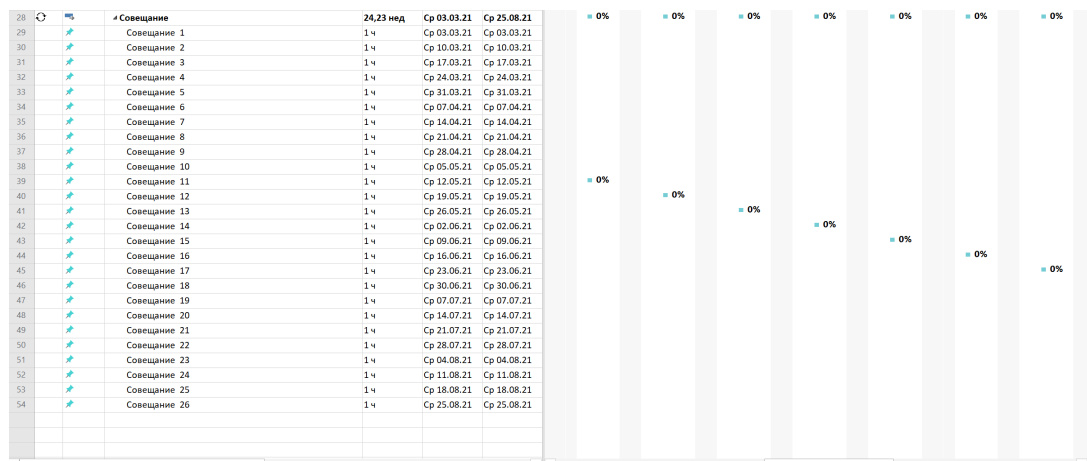 28 Совещание 24,23 нед Ср 03.03.21 Ср 25.08.21 0% 0% 0% 0% 0% 0% 0%
29 Совещание 1 1 ч Ср 03.03.21 Ср 03.03.21
30 Совещание 2 1 ч Ср 10.03.21 Ср 10.03.21
31 Совещание 3 1 ч Ср 17.03.21 Ср 17.03.21
32 Совещание 4 1 ч Ср 24.03.21 Ср 24.03.21
33 Совещание 5 1 ч Ср 31.03.21 Ср 31.03.21
34 Совещание 6 1 ч Ср 07.04.21 Ср 07.04.21
35 Совещание 7 1 ч Ср 14.04.21 Ср 14.04.21
36 Совещание 8 1 ч Ср 21.04.21 Ср 21.04.21
37 Совещание 9 1 ч Ср 28.04.21 Ср 28.04.21
38 Совещание 10 1 ч Ср 05.05.21 Ср 05.05.21
39 Совещание 11 1 ч Ср 12.05.21 Ср 12.05.21 0%
40 Совещание 12 1 ч Ср 19.05.21 Ср 19.05.21 0%
41 Совещание 13 1 ч Ср 26.05.21 Ср 26.05.21 0%
42 Совещание 14 1 ч Ср 02.06.21 Ср 02.06.21 0%
43 Совещание 15 1 ч Ср 09.06.21 Ср 09.06.21 0%
44 Совещание 16 1 ч Ср 16.06.21 Ср 16.06.21 0%
45 Совещание 17 1 ч Ср 23.06.21 Ср 23.06.21 0%
46 Совещание 18 1 ч Ср 30.06.21 Ср 30.06.21
47 Совещание 19 1 ч Ср 07.07.21 Ср 07.07.21
48 Совещание 20 1 ч Ср 14.07.21 Ср 14.07.21
49 Совещание 21 1 ч Ср 21.07.21 Ср 21.07.21
50 Совещание 22 1 ч Ср 28.07.21 Ср 28.07.21
51 Совещание 23 1 ч Ср 04.08.21 Ср 04.08.21
52 Совещание 24 1 ч Ср 11.08.21 Ср 11.08.21
53 Совещание 25 1 ч Ср 18.08.21 Ср 18.08.21
54 Совещание 26 1 ч Ср 25.08.21 Ср 25.08.21